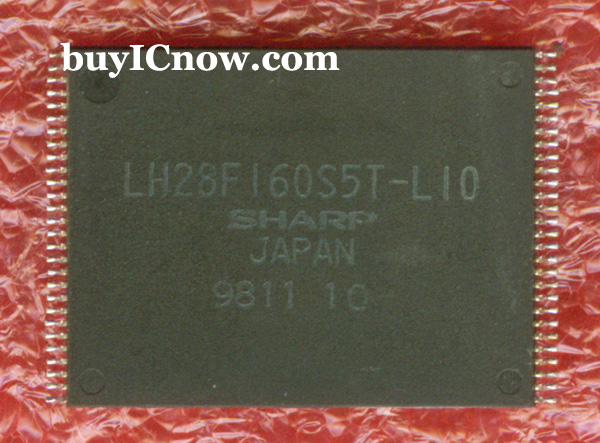 buyICnow.com
LH28F160S5T-L10
SHARP
JAPAN
9811 10